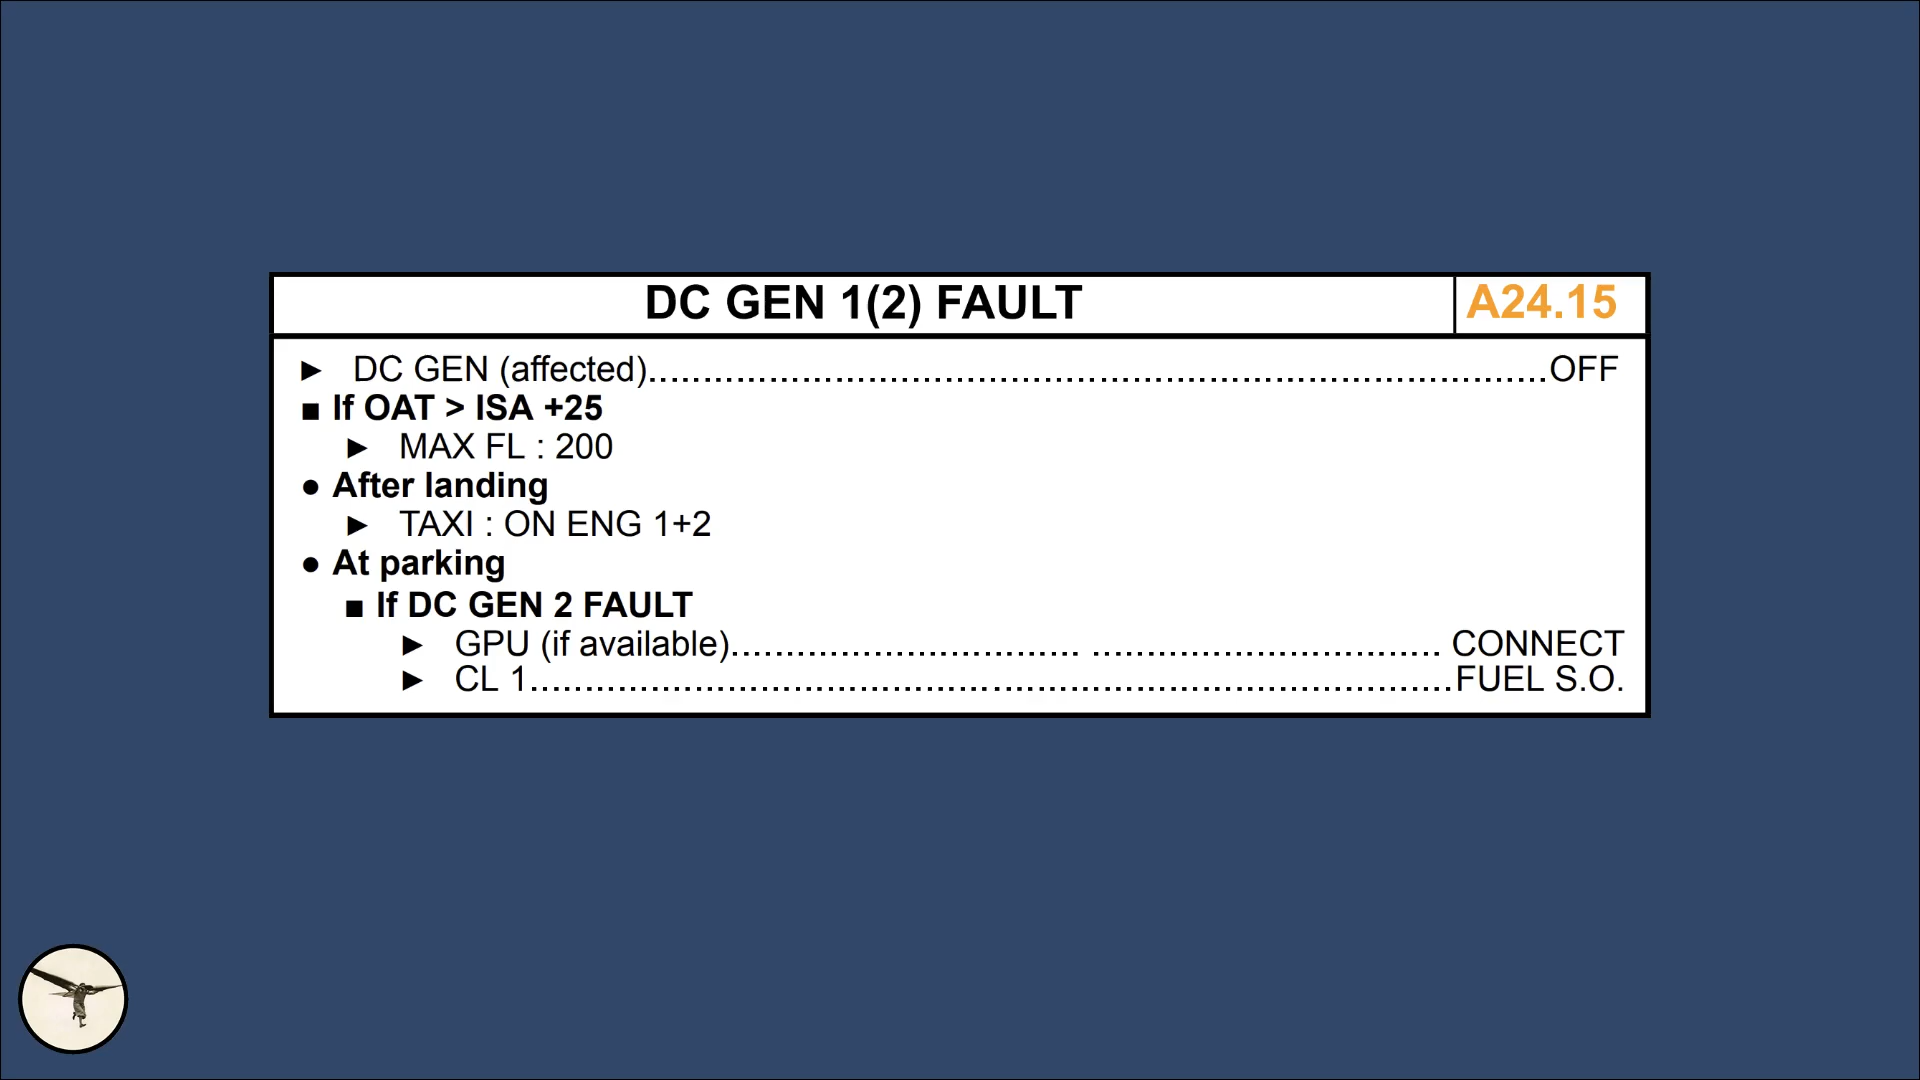 DC GEN 1(2) FAULT A24.15
► DC GEN (affected)........................................................................OFF
■ If OAT > ISA +25
► MAX FL : 200
● After landing
► TAXI : ON ENG 1+2
● At parking
■ If DC GEN 2 FAULT
► GPU (if available)............................ ............................ CONNECT
► CL 1..........................................................................FUEL S.O.